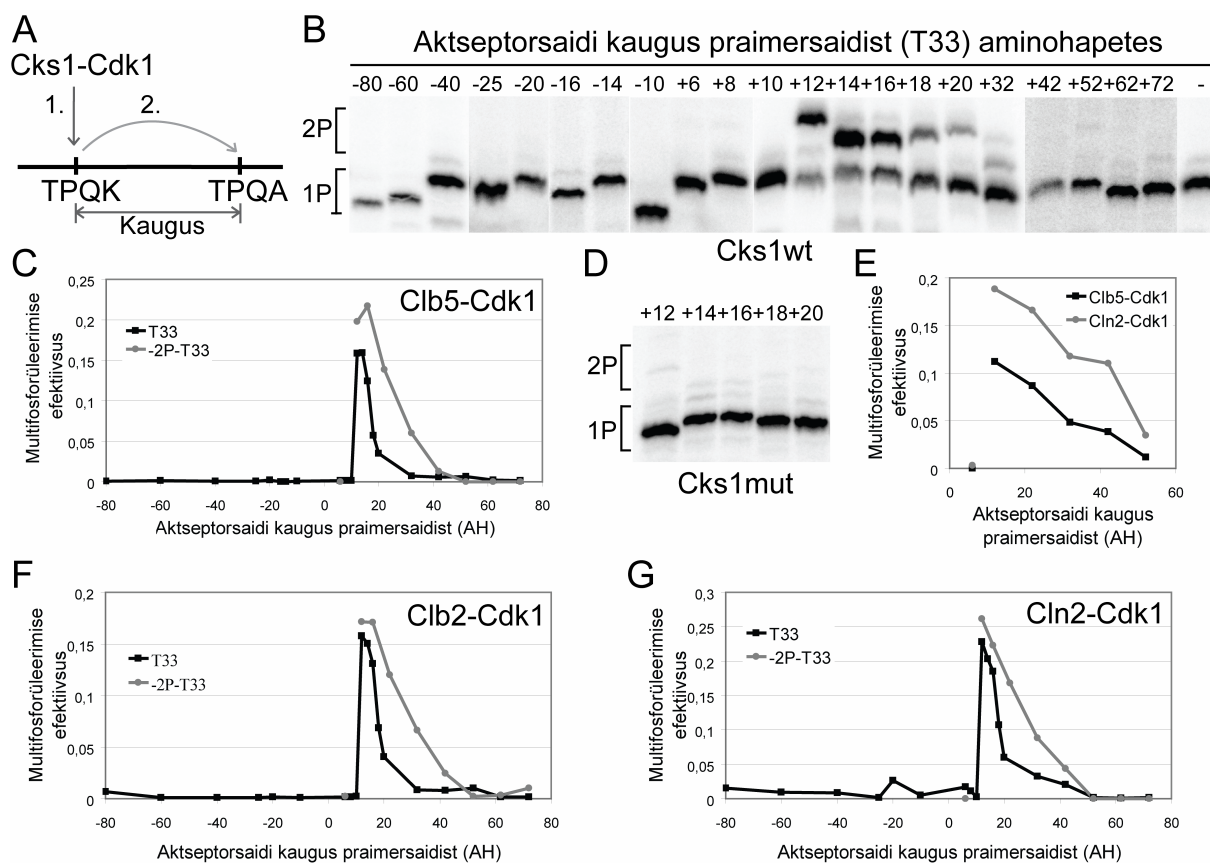 A
Cks1-Cdk1
1.
2.
TPQK
TPQA
Kaugus
B
Aktseptorsaidi kaugus praimersaidist (T33) aminohapetes
-80 -60 -40 -25 -20 -16 -14 -10 +6 +8 +10 +12 +14 +16 +18 +20 +32 +42 +52 +62 +72 -
2P
1P
Cks1wt
C
Clb5-Cdk1
T33
-2P-T33
Multifosforüleerimise
efektiivsus
0,25
0,2
0,15
0,1
0,05
0
-80 -60 -40 -20 0 20 40 60 80
Aktseptorsaidi kaugus praimersaidist (AH)
D
+12 +14 +16 +18 +20
2P
1P
Cks1mut
E
Clb5-Cdk1
Cln2-Cdk1
Multifosforüleerimise
efektiivsus
0,2
0,15
0,1
0,05
0
0 20 40 60
Aktseptorsaidi kaugus
praimersaidist (AH)
F
Clb2-Cdk1
T33
-2P-T33
Multifosforüleerimise
efektiivsus
0,2
0,15
0,1
0,05
0
-80 -60 -40 -20 0 20 40 60 80
Aktseptorsaidi kaugus praimersaidist (AH)
G
Cln2-Cdk1
T33
-2P-T33
Multifosforüleerimise
efektiivsus
0,3
0,25
0,2
0,15
0,1
0,05
0
-80 -60 -40 -20 0 20 40 60 80
Aktseptorsaidi kaugus praimersaidist (AH)